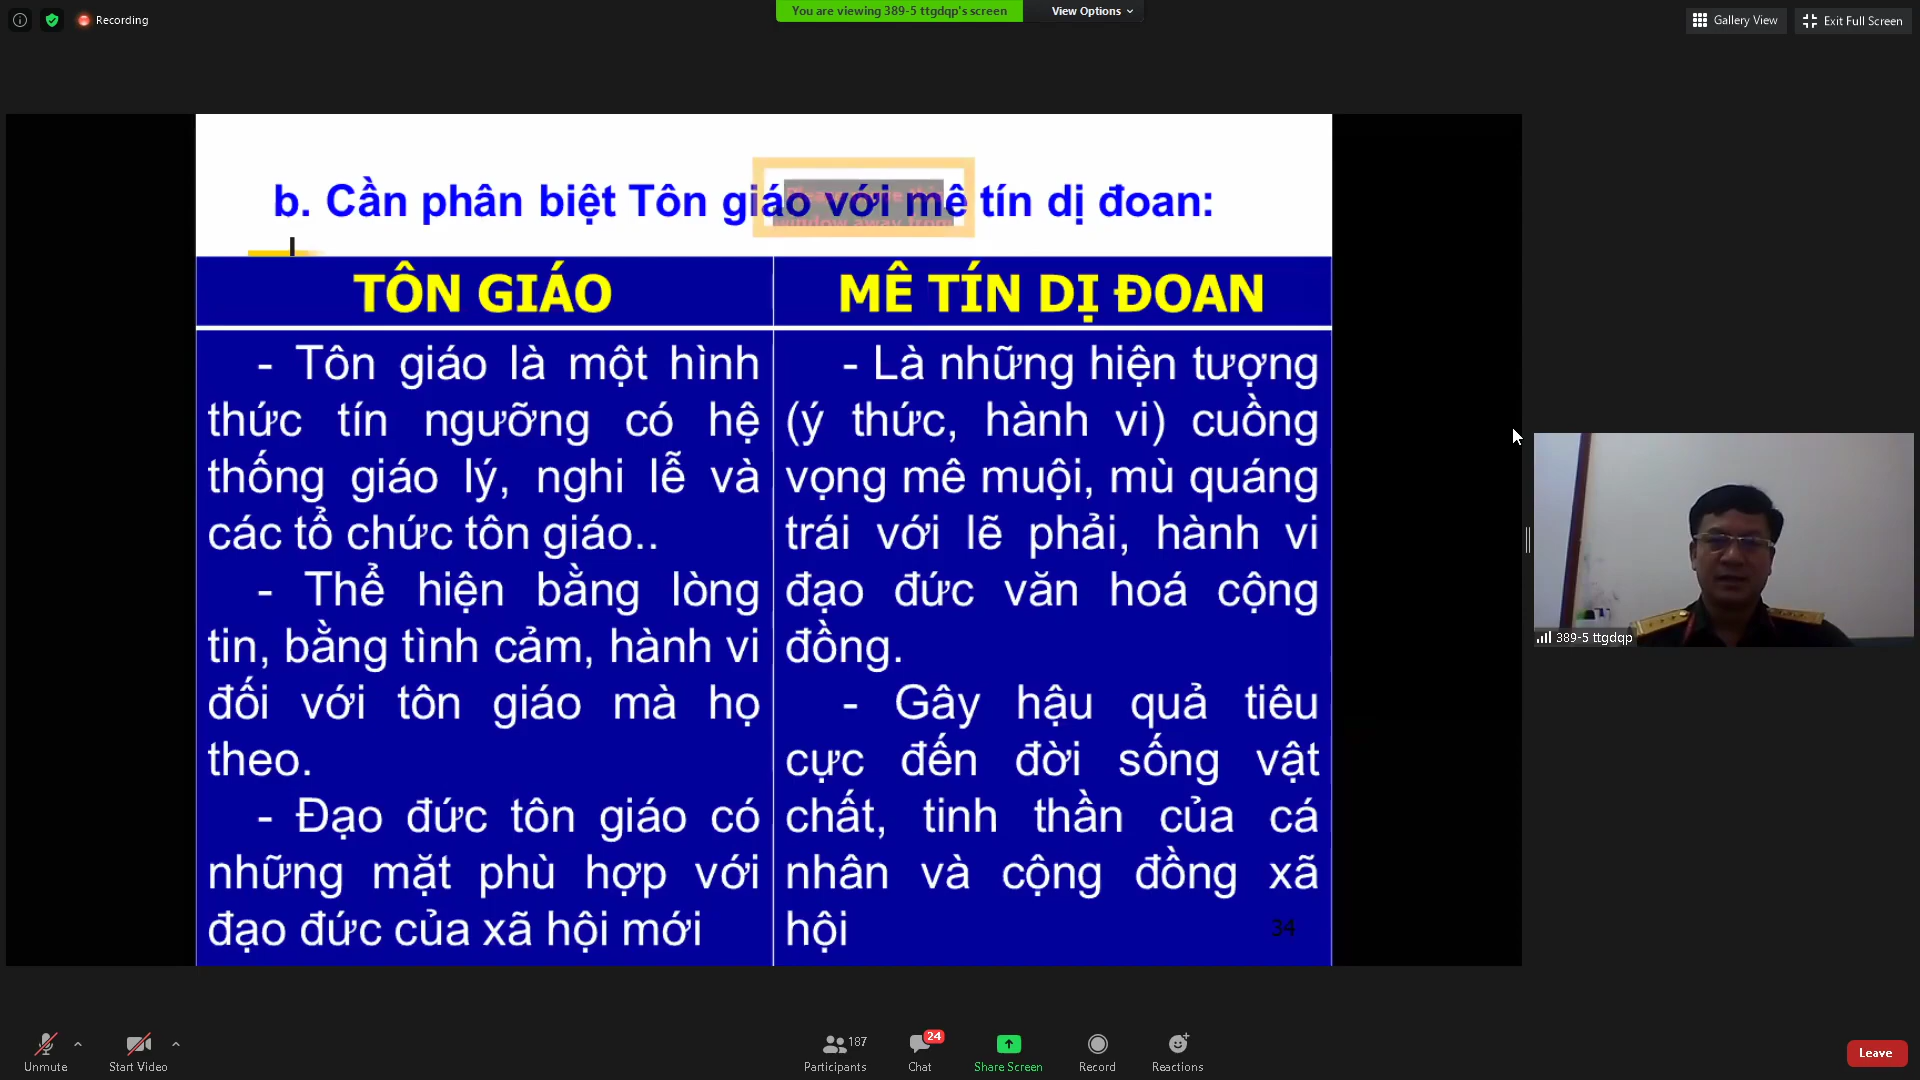 Recording
You are viewing 389-5 ttgdqp's screen
View Options
Gallery View
Exit Full Screen
b. Cần phân biệt Tôn giáo với mê tín dị đoan:
TÔN GIÁO
- Tôn giáo là một hình
thức tín ngưỡng có hệ
thống giáo lý, nghi lễ và
các tổ chức tôn giáo..
- Thể hiện bằng lòng
tin, bằng tình cảm, hành vi
đối với tôn giáo mà họ
theo.
- Đạo đức tôn giáo có
những mặt phù hợp với
đạo đức của xã hội mới
MÊ TÍN DỊ ĐOAN
- Là những hiện tượng
(ý thức, hành vi) cuồng
vọng mê muội, mù quáng
trái với lẽ phải, hành vi
đạo đức văn hoá cộng
đồng.
- Gây hậu quả tiêu
cực đến đời sống vật
chất, tinh thần của cá
nhân và cộng đồng xã
hội
34
389-5 ttgdqp
Unmute
Start Video
187
Participants
24
Chat
Share Screen
Record
Reactions
Leave